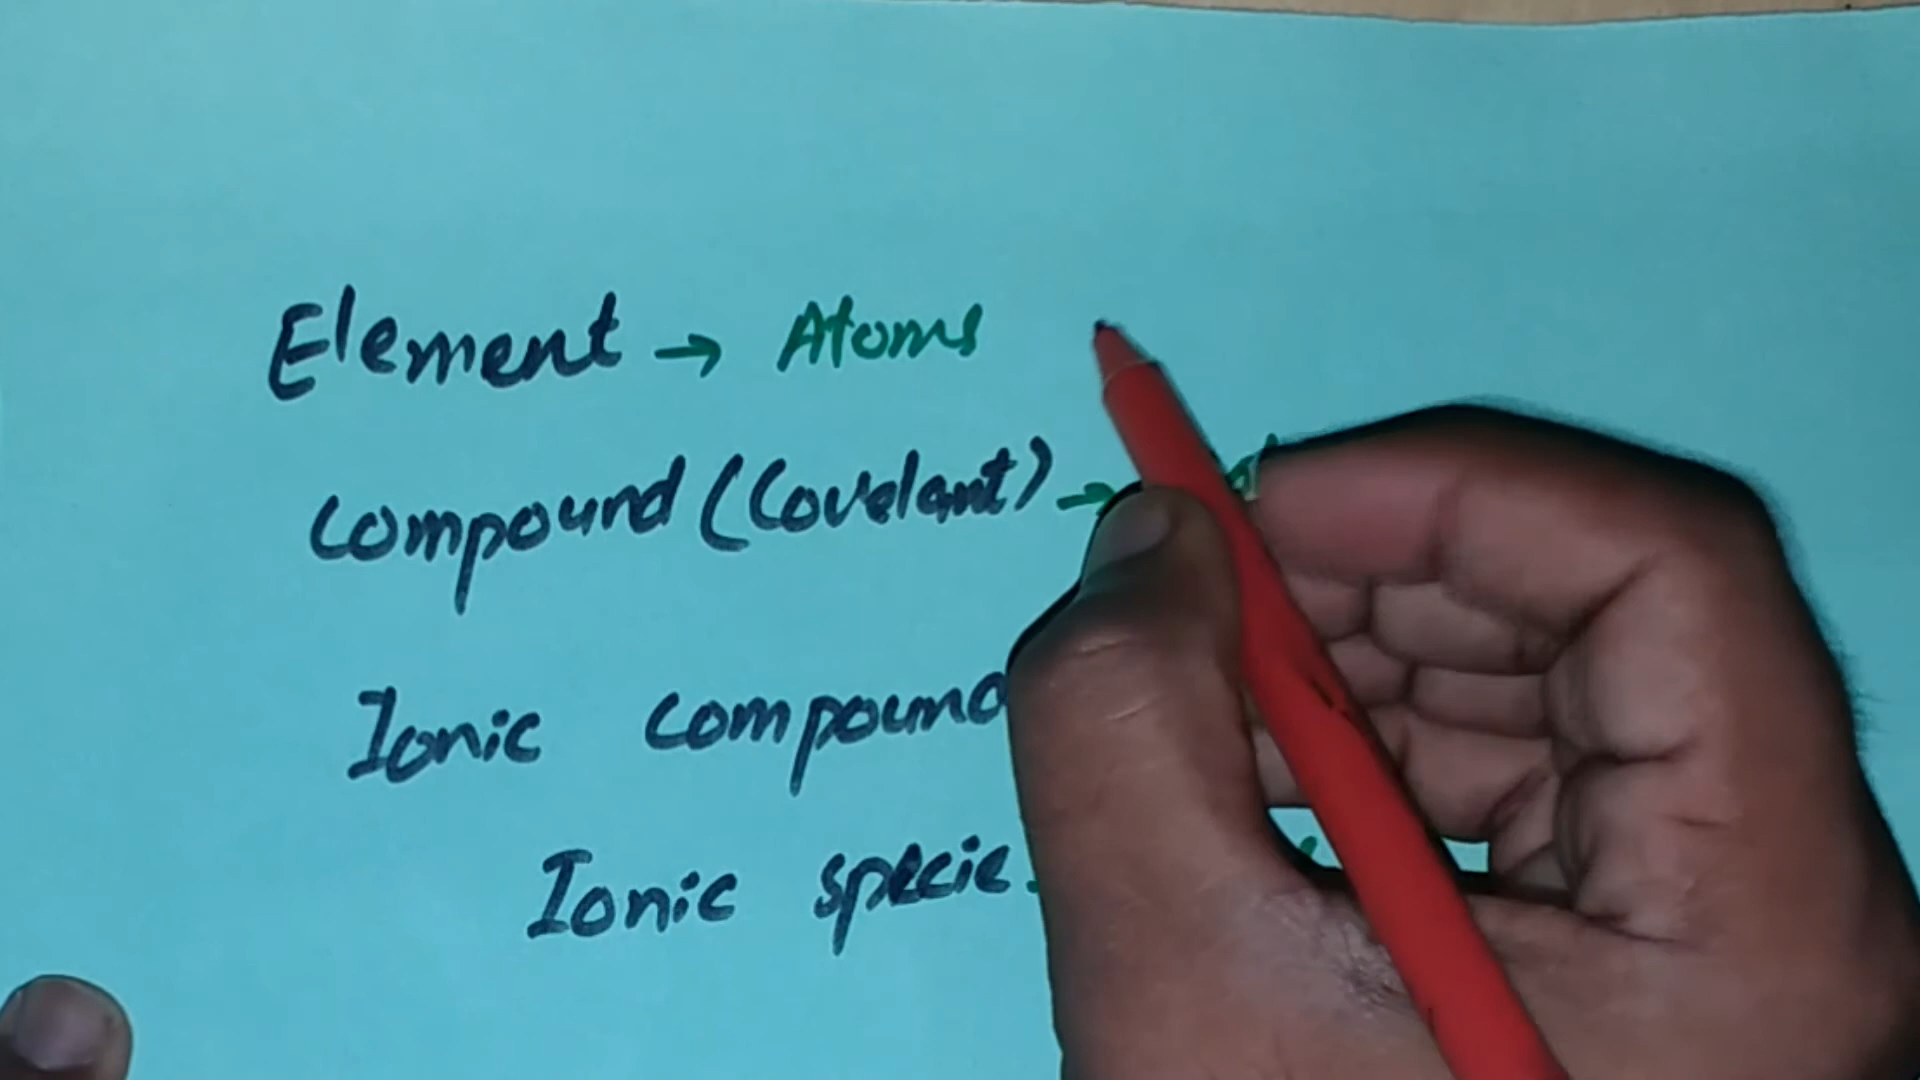 Element → Atoms
Compound (Covelant) →
Ionic compound
Ionic specie